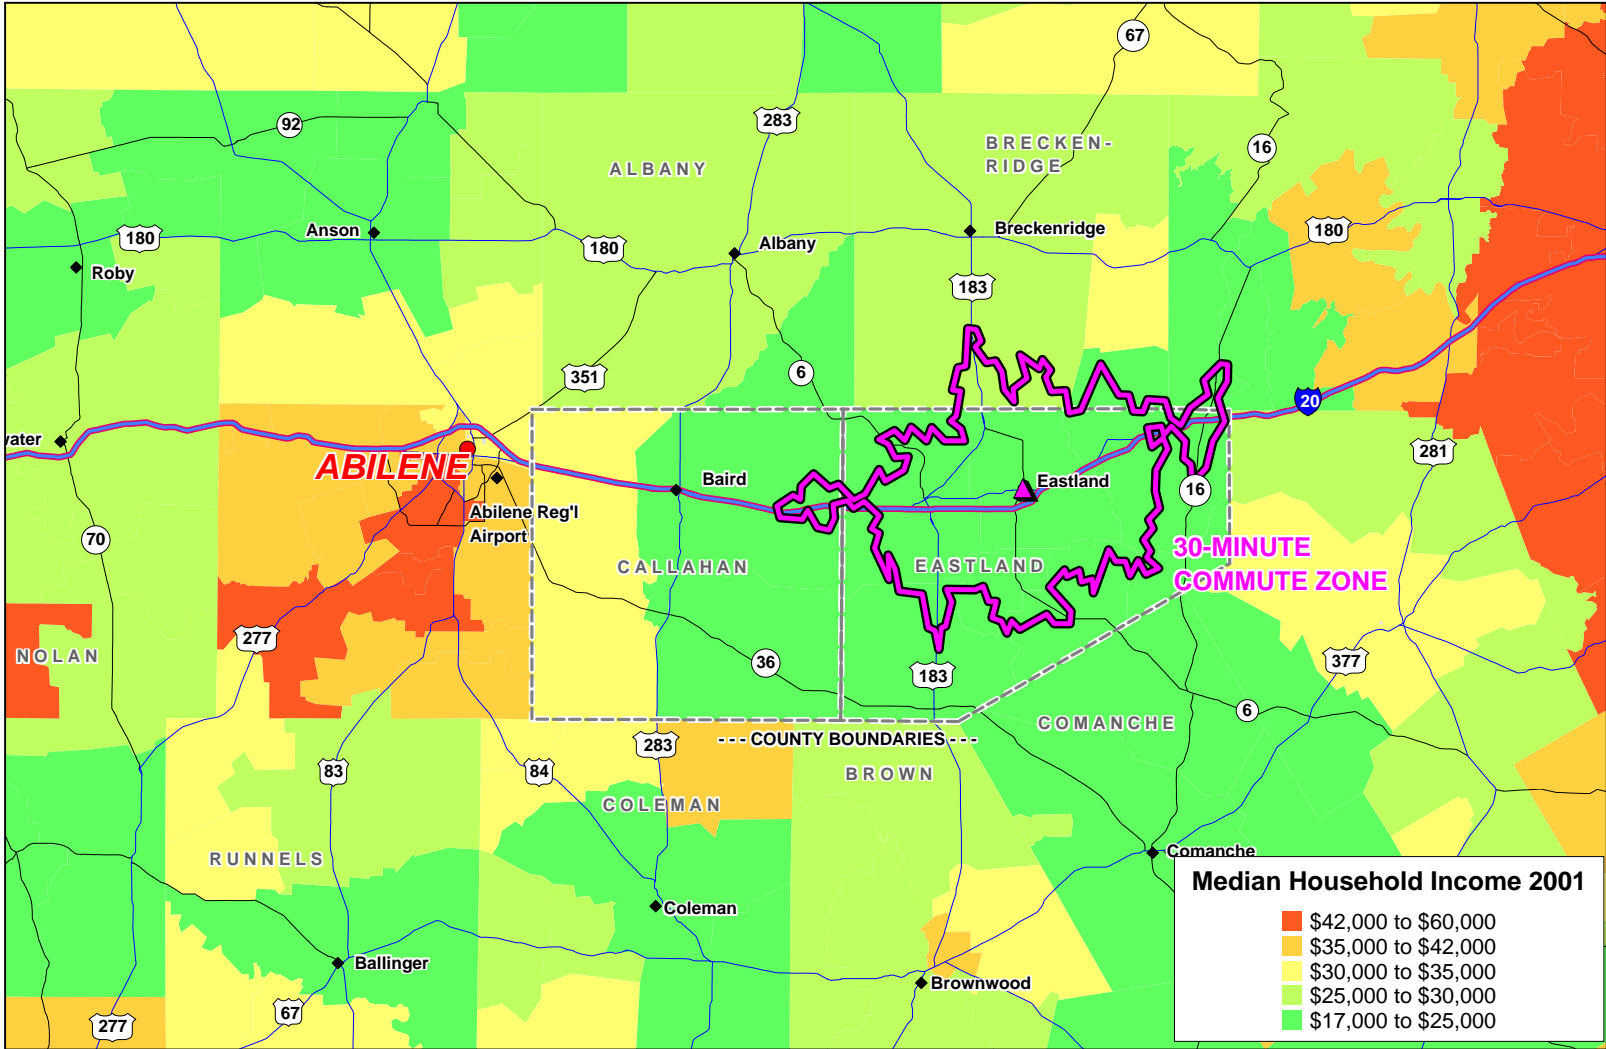 67
92
283
16
BRECKEN-
RIDGE
ALBANY
180
Anson
180
Albany
Breckenridge
180
Roby
183
351
6
20
water
ABILENE
281
Baird
Eastland
16
Abilene Reg'l
Airport
70
30-MINUTE
COMMUTE ZONE
CALLAHAN
EASTLAND
277
NOLAN
36
183
377
6
COMANCHE
283
--- COUNTY BOUNDARIES ---
83
84
BROWN
COLEMAN
RUNNELS
Comanche
Median Household Income 2001
$42,000 to $60,000
$35,000 to $42,000
$30,000 to $35,000
$25,000 to $30,000
$17,000 to $25,000
Coleman
Ballinger
Brownwood
67
277